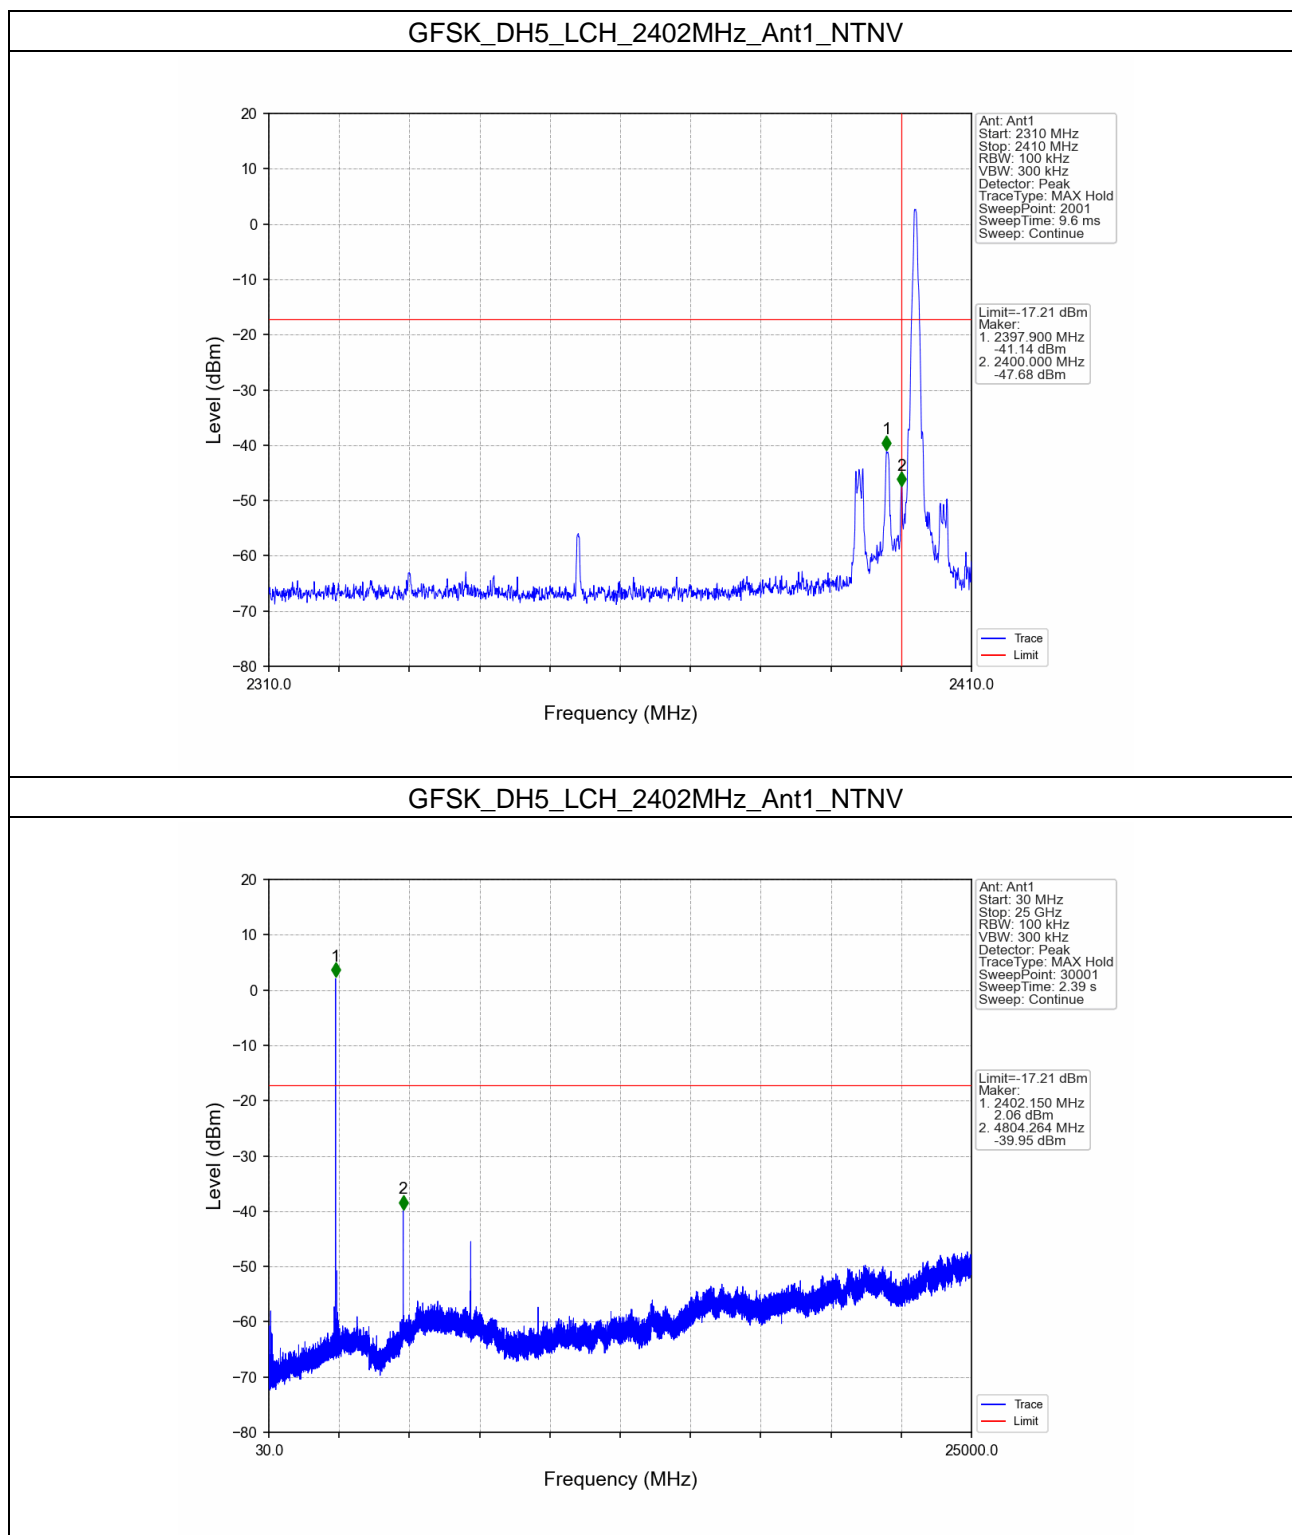 GFSK_DH5_LCH_2402MHz_Ant1_NTNV
20
10
0
−10
−20
−30
−40
−50
−60
−70
−80
Level (dBm)
2310.0
2410.0
Frequency (MHz)
1
2
Ant: Ant1
Start: 2310 MHz
Stop: 2410 MHz
RBW: 100 kHz
VBW: 300 kHz
Detector: Peak
TraceType: MAX Hold
SweepPoint: 2001
SweepTime: 9.6 ms
Sweep: Continue
Limit=-17.21 dBm
Maker:
1. 2397.900 MHz
-41.14 dBm
2. 2400.000 MHz
-47.68 dBm
Trace
Limit
GFSK_DH5_LCH_2402MHz_Ant1_NTNV
20
10
0
−10
−20
−30
−40
−50
−60
−70
−80
Level (dBm)
30.0
25000.0
Frequency (MHz)
1
2
Ant: Ant1
Start: 30 MHz
Stop: 25 GHz
RBW: 100 kHz
VBW: 300 kHz
Detector: Peak
TraceType: MAX Hold
SweepPoint: 30001
SweepTime: 2.39 s
Sweep: Continue
Limit=-17.21 dBm
Maker:
1. 2402.150 MHz
2.06 dBm
2. 4804.264 MHz
-39.95 dBm
Trace
Limit